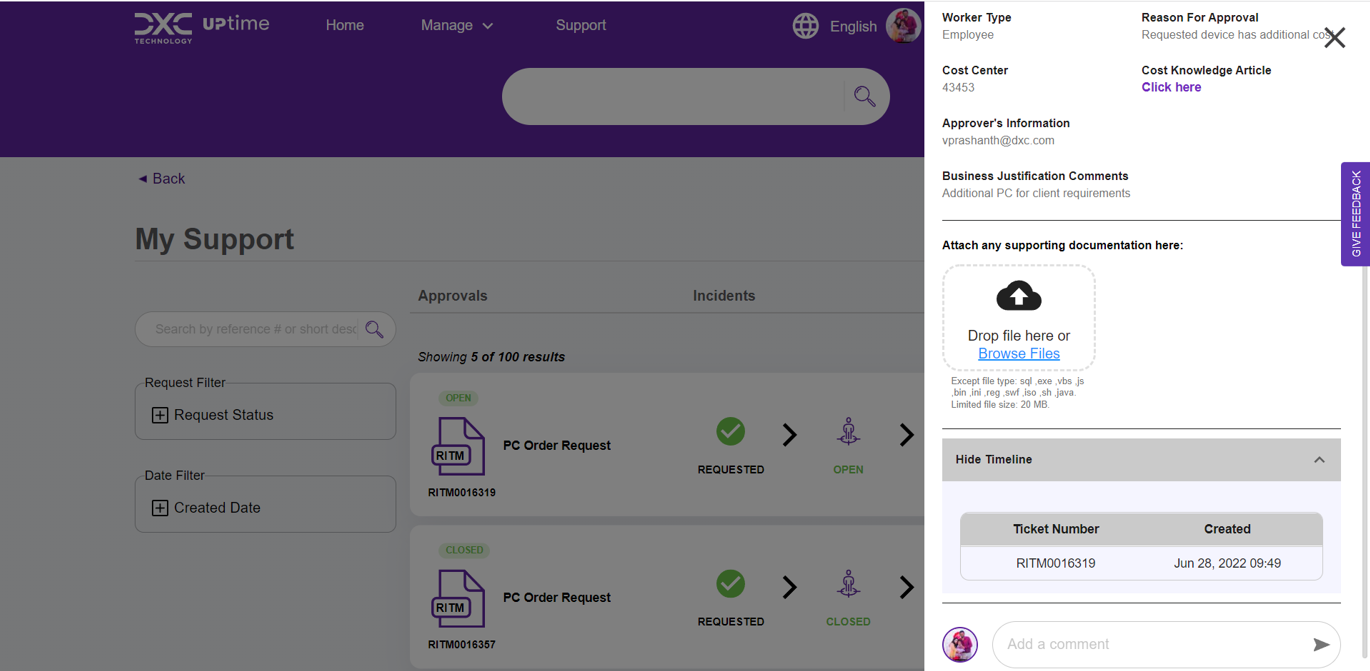 DXC UPtime
TECHNOLOGY
Home
Manage
Support
English
Back
My Support
Search by reference # or short desc
Request Filter
Request Status
Date Filter
Created Date
Approvals
Incidents
Showing 5 of 100 results
OPEN
RITM
RITM0016319
PC Order Request
REQUESTED
OPEN
CLOSED
RITM
RITM0016357
PC Order Request
REQUESTED
CLOSED
Worker Type
Employee
Reason For Approval
Requested device has additional cost
Cost Center
43453
Cost Knowledge Article
Click here
Approver's Information
vprashanth@dxc.com
Business Justification Comments
Additional PC for client requirements
Attach any supporting documentation here:
Drop file here or
Browse Files
Except file type: sql ,exe ,vbs ,js
,bin ,ini ,reg ,swf ,iso ,sh ,java.
Limited file size: 20 MB.
Hide Timeline
Ticket Number
Created
RITM0016319
Jun 28, 2022 09:49
Add a comment
GIVE FEEDBACK